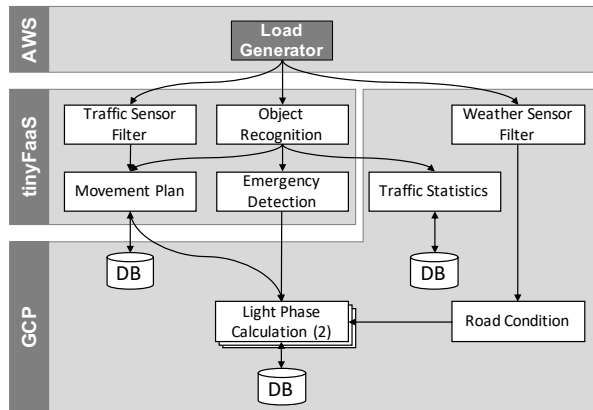 AWS
Load
Generator
tinyFaaS
Traffic Sensor
Filter
Object
Recognition
Weather Sensor
Filter
Movement Plan
Emergency
Detection
Traffic Statistics
DB
DB
GCP
Light Phase
Calculation (2)
Road Condition
DB